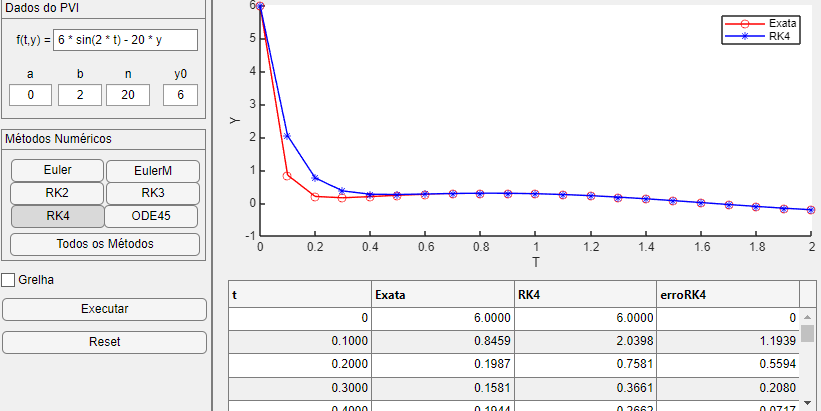 Dados do PVI
f(t,y) = 6 * sin(2 * t) - 20 * y
a b n y0
0 2 20 6
Métodos Numéricos
Euler EulerM
RK2 RK3
RK4 ODE45
Todos os Métodos
Grelha
Executar
Reset
6
5
4
3
2
1
0
-1
Y
0 0.2 0.4 0.6 0.8 1 1.2 1.4 1.6 1.8 2
T
Exata
RK4
t Exata RK4 erroRK4
0 6.0000 6.0000 0
0.1000 0.8459 2.0398 1.1939
0.2000 0.1987 0.7581 0.5594
0.3000 0.1581 0.3661 0.2080
0.4000 0.1944 0.2662 0.0717